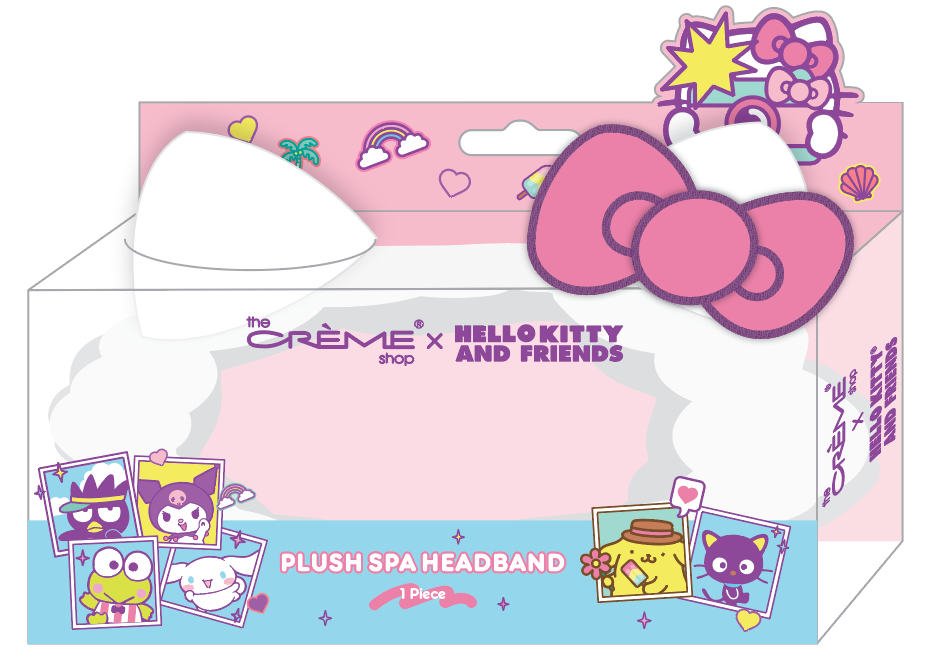 the
CRÈME® x HELLO KITTY
shop AND FRIENDS
PLUSH SPA HEADBAND
1 Piece
the
CRÈME®
shop
x
HELLO KITTY®
AND FRIENDS